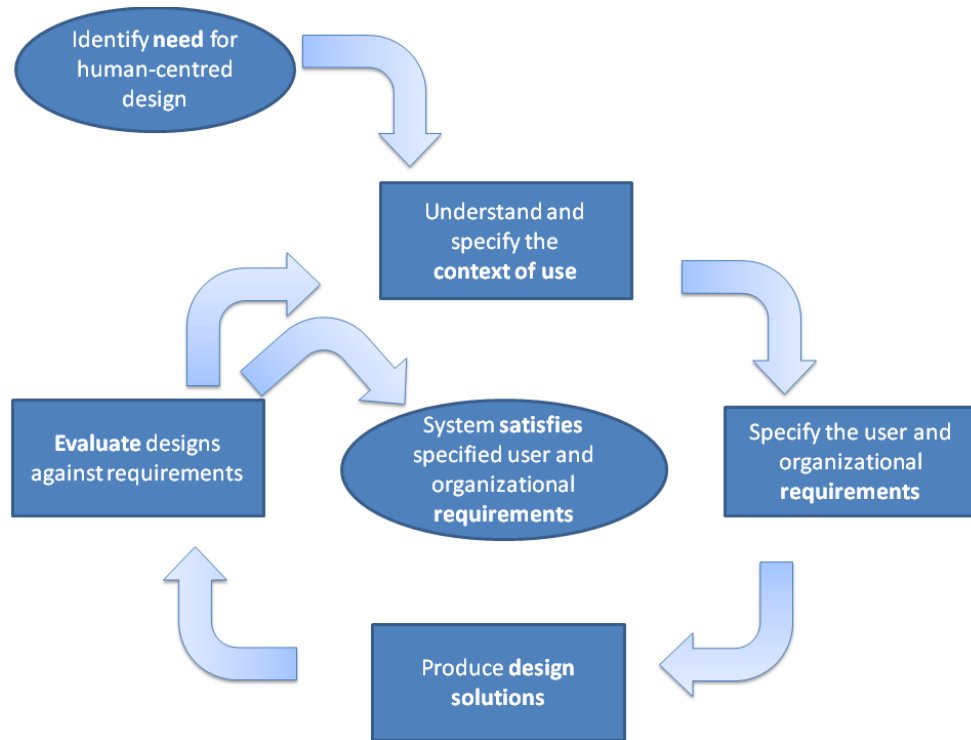 Identify need for
human-centred
design
Understand and
specify the
context of use
Evaluate designs
against requirements
System satisfies
specified user and
organizational
requirements
Specify the user and
organizational
requirements
Produce design
solutions